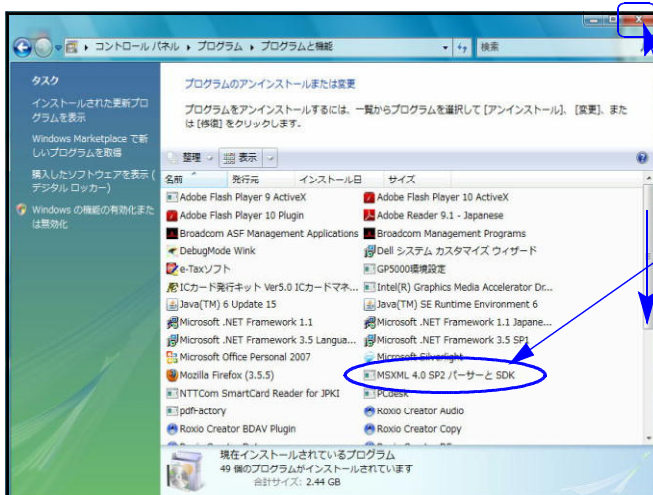 コントロール パネル ▸ プログラム ▸ プログラムと機能
検索
タスク
インストールされた更新プロ
グラムを表示
Windows Marketplace で新
しいプログラムを取得
購入したソフトウェアを表示 (
デジタル ロッカー)
Windows の機能の有効化また
は無効化
プログラムのアンインストールまたは変更
プログラムをアンインストールするには、一覧からプログラムを選択して [アンインストール]、[変更]、また
は [修復] をクリックします。
整理 表示
名前 発行元 インストール日 サイズ
Adobe Flash Player 9 ActiveX Adobe Flash Player 10 ActiveX
Adobe Flash Player 10 Plugin Adobe Reader 9.1 - Japanese
Broadcom ASF Management Applications Broadcom Management Programs
DebugMode Wink Dell システム カスタマイズ ウィザード
e-Taxソフト GP5000環境設定
ICカード発行キット Ver5.0 ICカードマネ... Intel(R) Graphics Media Accelerator Dr...
Java(TM) 6 Update 15 Java(TM) SE Runtime Environment 6
Microsoft .NET Framework 1.1 Microsoft .NET Framework 1.1 Japane...
Microsoft .NET Framework 3.5 Langua... Microsoft .NET Framework 3.5 SP1
Microsoft Office Personal 2007 Microsoft Silverlight
Mozilla Firefox (3.5.5) MSXML 4.0 SP2 パーサーと SDK
NTTCom SmartCard Reader for JPKI PCdesk
pdfFactory Roxio Creator Audio
Roxio Creator BDAV Plugin Roxio Creator Copy
現在インストールされているプログラム
49 個のプログラムがインストールされています
合計サイズ: 2.44 GB